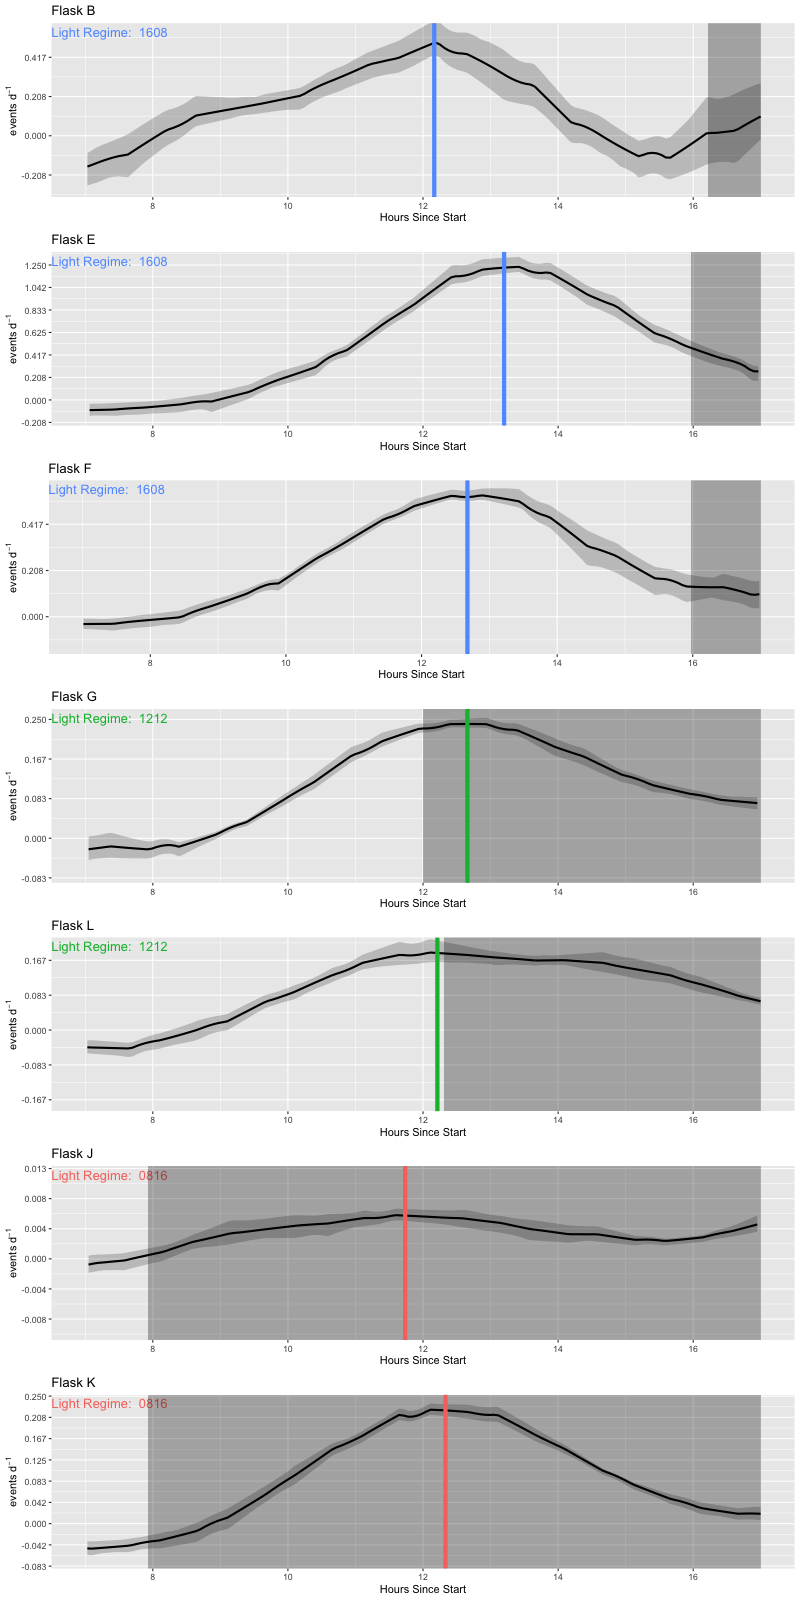 Flask B
Light Regime:  1608
events d⁻¹
0.417
0.208
0.000
-0.208
8 10 12 14 16
Hours Since Start
Flask E
Light Regime:  1608
events d⁻¹
1.250
1.042
0.833
0.625
0.417
0.208
0.000
-0.208
8 10 12 14 16
Hours Since Start
Flask F
Light Regime:  1608
events d⁻¹
0.417
0.208
0.000
8 10 12 14 16
Hours Since Start
Flask G
Light Regime:  1212
events d⁻¹
0.250
0.167
0.083
0.000
-0.083
8 10 12 14 16
Hours Since Start
Flask L
Light Regime:  1212
events d⁻¹
0.167
0.083
0.000
-0.083
-0.167
8 10 12 14 16
Hours Since Start
Flask J
Light Regime:  0816
events d⁻¹
0.013
0.008
0.004
0.000
-0.004
-0.008
8 10 12 14 16
Hours Since Start
Flask K
Light Regime:  0816
events d⁻¹
0.250
0.208
0.167
0.125
0.083
0.042
0.000
-0.042
-0.083
8 10 12 14 16
Hours Since Start